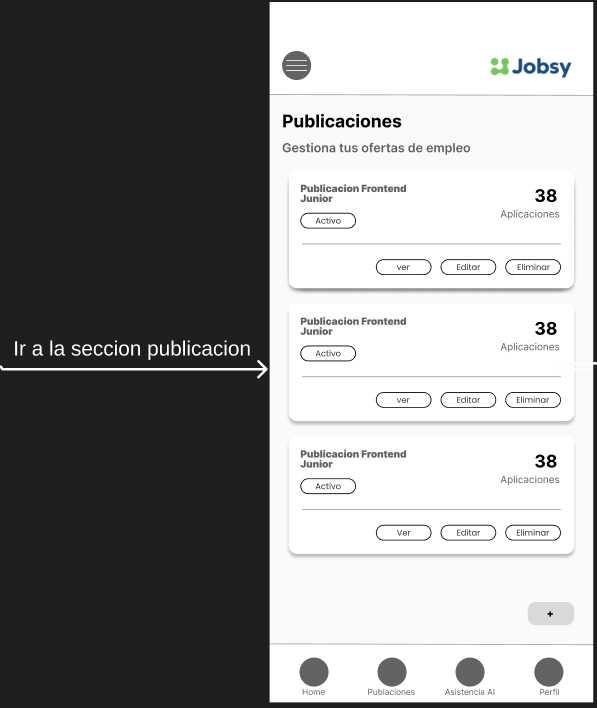 Jobsy
Publicaciones
Gestiona tus ofertas de empleo
Publicacion Frontend
Junior
38
Activo
Aplicaciones
ver
Editar
Eliminar
Publicacion Frontend
Junior
38
Ir a la seccion publicacion
Activo
Aplicaciones
ver
Editar
Eliminar
Publicacion Frontend
Junior
38
Activo
Aplicaciones
Ver
Editar
Eliminar
+
Home
Publaciones
Asistencia AI
Perfil